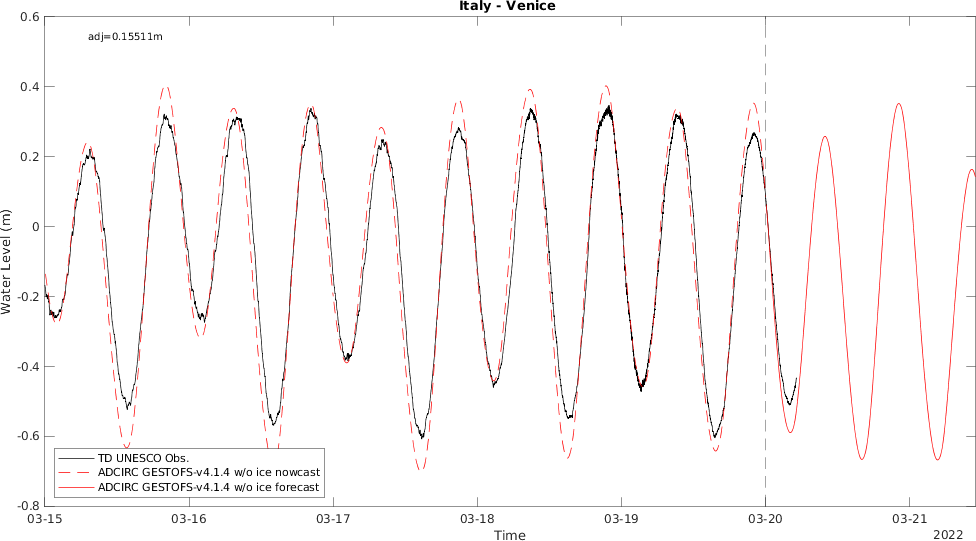 Italy - Venice
adj=0.15511m
0.6
0.4
0.2
0
-0.2
-0.4
-0.6
-0.8
Water Level (m)
TD UNESCO Obs.
ADCIRC GESTOFS-v4.1.4 w/o ice nowcast
ADCIRC GESTOFS-v4.1.4 w/o ice forecast
03-15 03-16 03-17 03-18 03-19 03-20 03-21
Time
2022